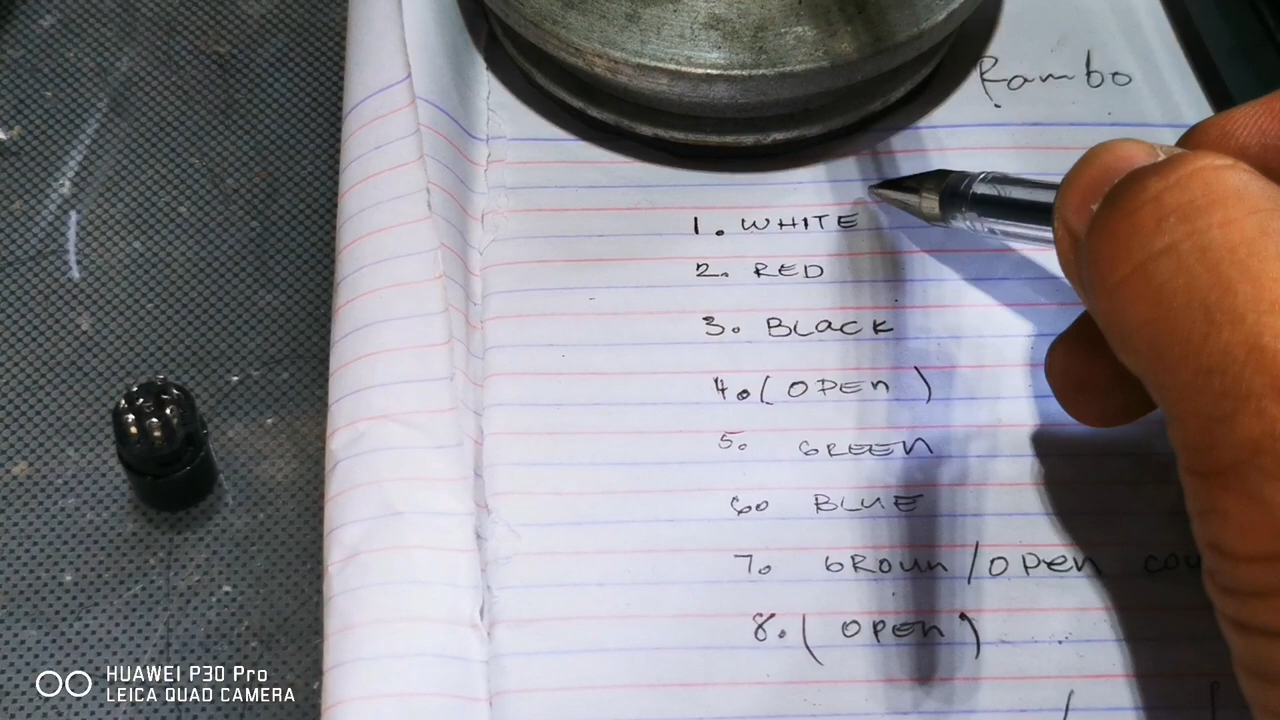 Rambo
1. WHITE
2. RED
3. BLACK
4. (OPEN)
5. GREEN
6. BLUE
7. BROUN/OPEN
8. (OPEN)
HUAWEI P30 Pro
LEICA QUAD CAMERA